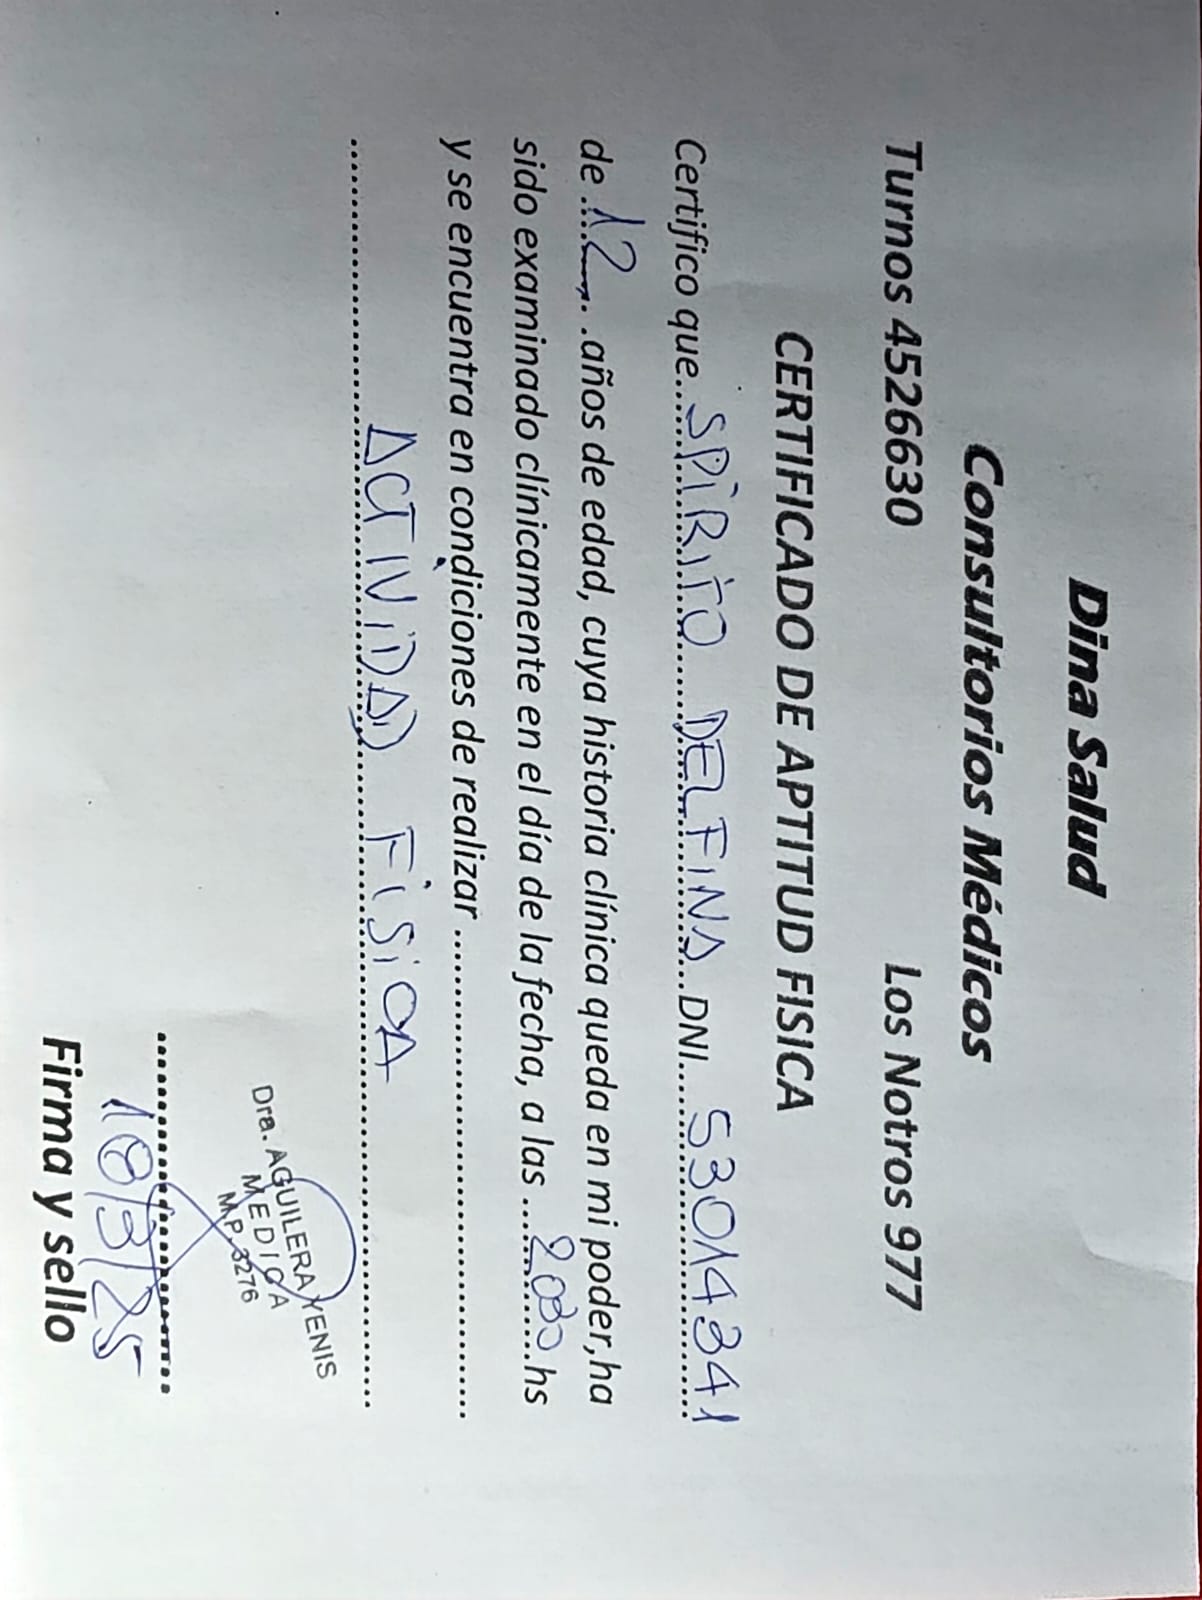 Dina Salud
Consultorios Médicos
Turnos 4526630 Los Notros 977
CERTIFICADO DE APTITUD FISICA
Certifico que..SPIRITO DELFINA..DNI...53014341
de ..12.. .años de edad, cuya historia clínica queda en mi poder,ha
sido examinado clínicamente en el día de la fecha, a las ....2030...hs
y se encuentra en condiciones de realizar ........................................
ACTIVIDAD FISICA
Dra. AGUILERA YENIS
MEDICA
M.P. 3276
18/3/25
Firma y sello